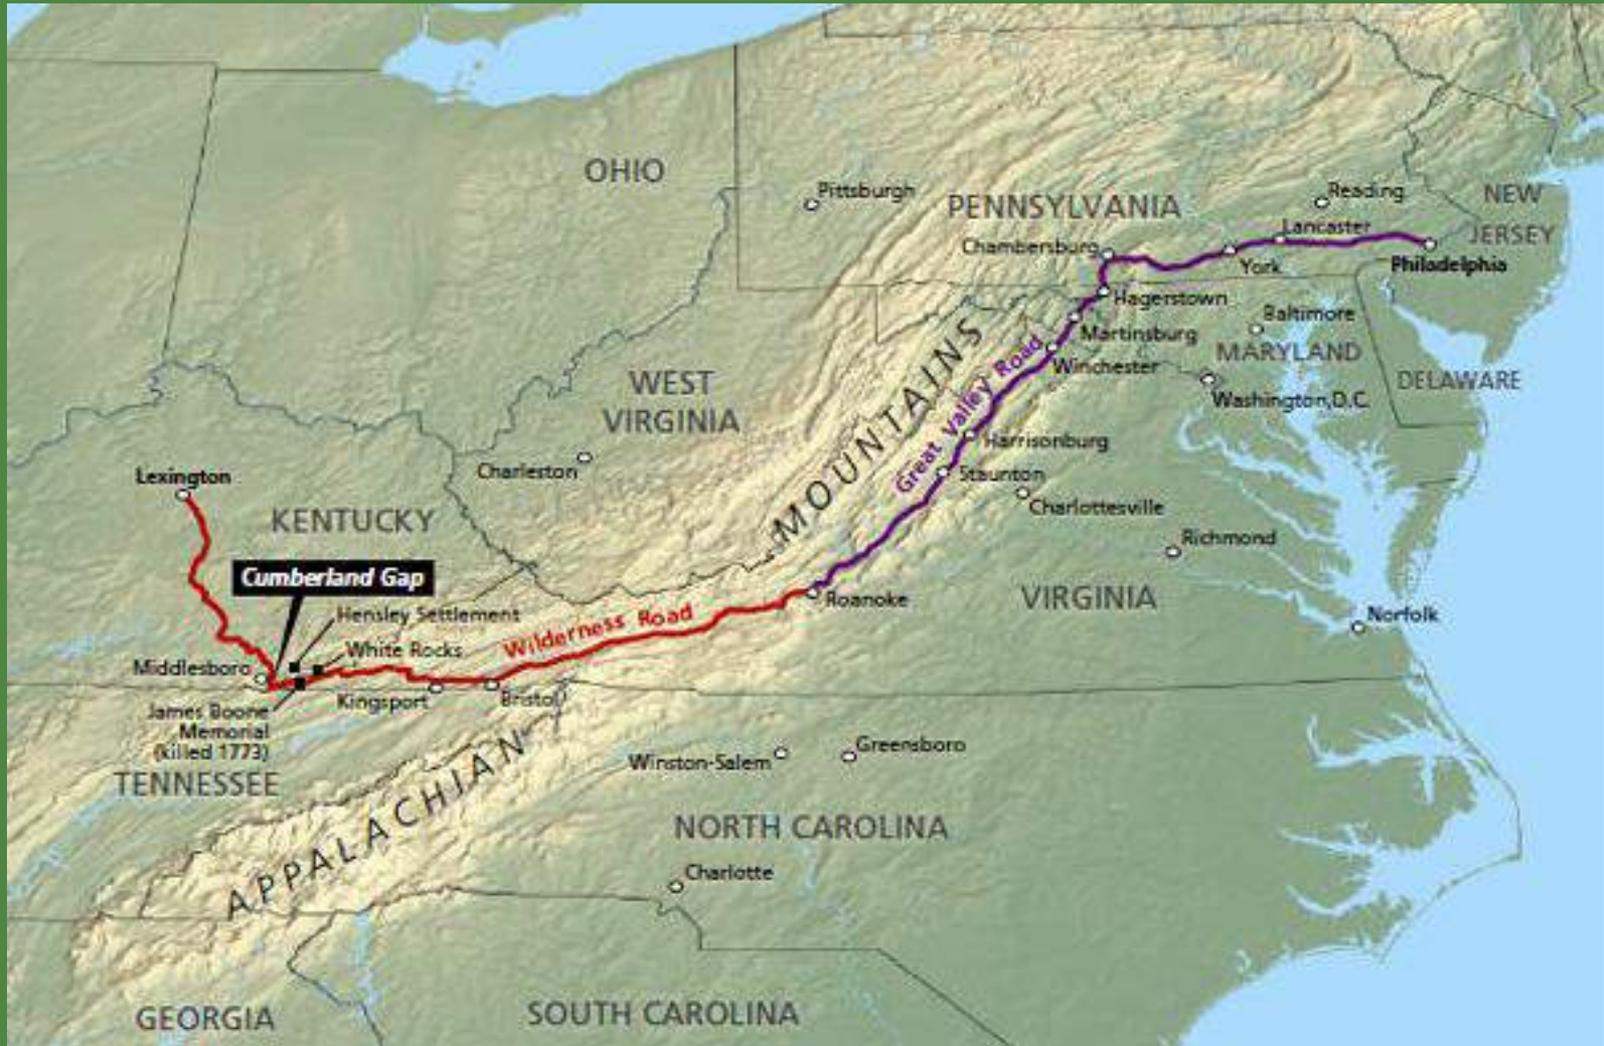 OHIO
Pittsburgh
PENNSYLVANIA
Reading
NEW
JERSEY
Lancaster
Chambersburg
York
Philadelphia
Hagerstown
Baltimore
Martinsburg
MARYLAND
Winchester
DELAWARE
Washington,D.C.
WEST
VIRGINIA
Great Valley Road
Harrisonburg
Charleston
Staunton
Lexington
Charlottesville
KENTUCKY
Richmond
Cumberland Gap
Hensley Settlement
Roanoke
VIRGINIA
Norfolk
Wilderness Road
White Rocks
Middlesboro
Kingsport
Bristol
James Boone
Memorial
(killed 1773)
TENNESSEE
Winston-Salem
Greensboro
APPALACHIAN
MOUNTAINS
NORTH CAROLINA
Charlotte
GEORGIA
SOUTH CAROLINA